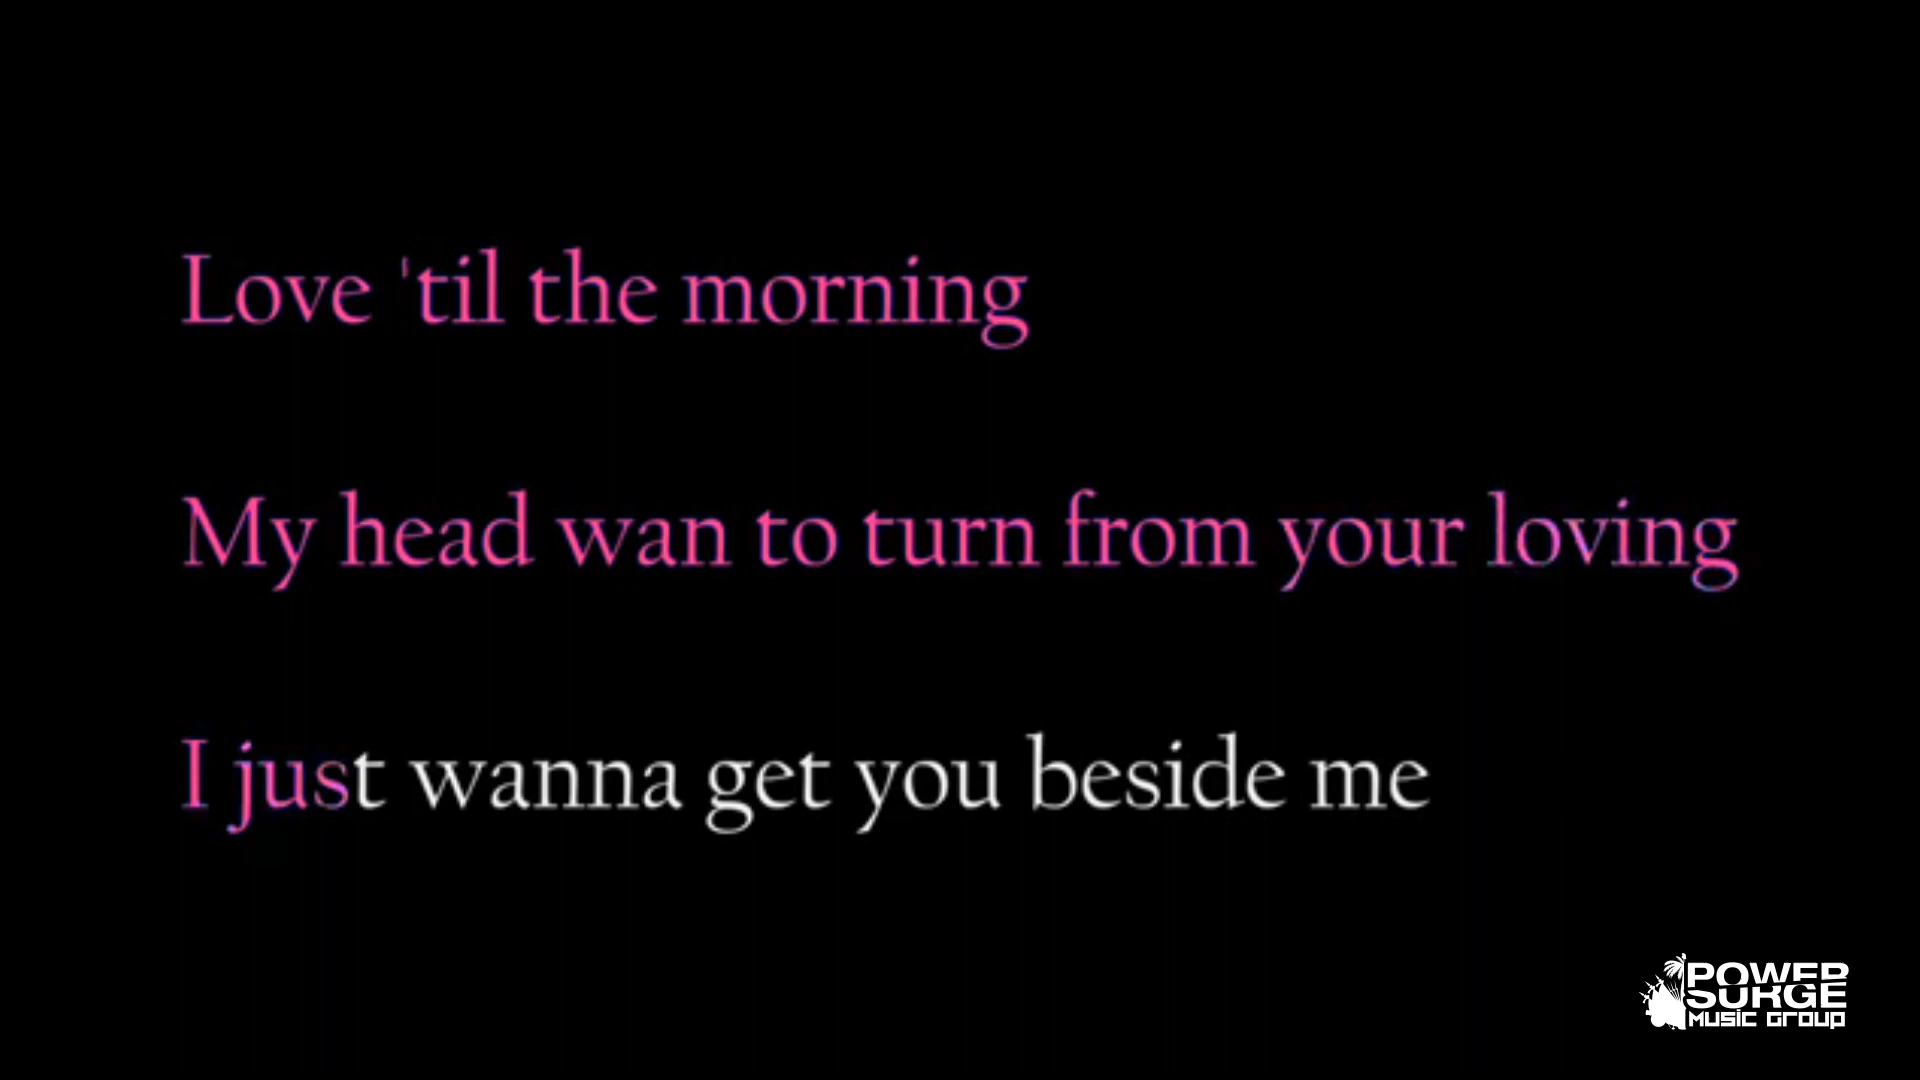 Love 'til the morning
My head wan to turn from your loving
I just wanna get you beside me
POWER
SURGE
MUSIC GROUP